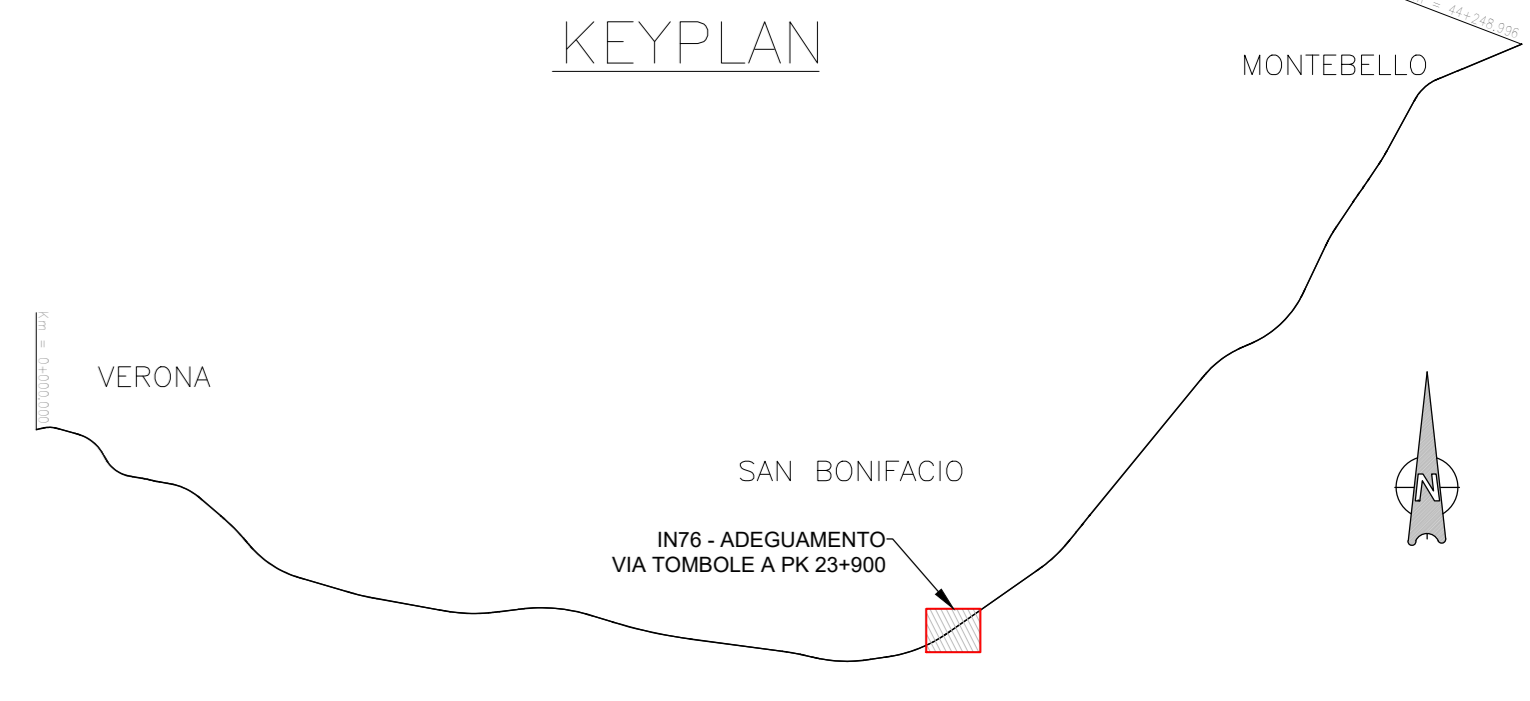 KEYPLAN
= 44+248.996
MONTEBELLO
Km = 0+000.000
VERONA
SAN BONIFACIO
IN76 - ADEGUAMENTO
VIA TOMBOLE A PK 23+900
N